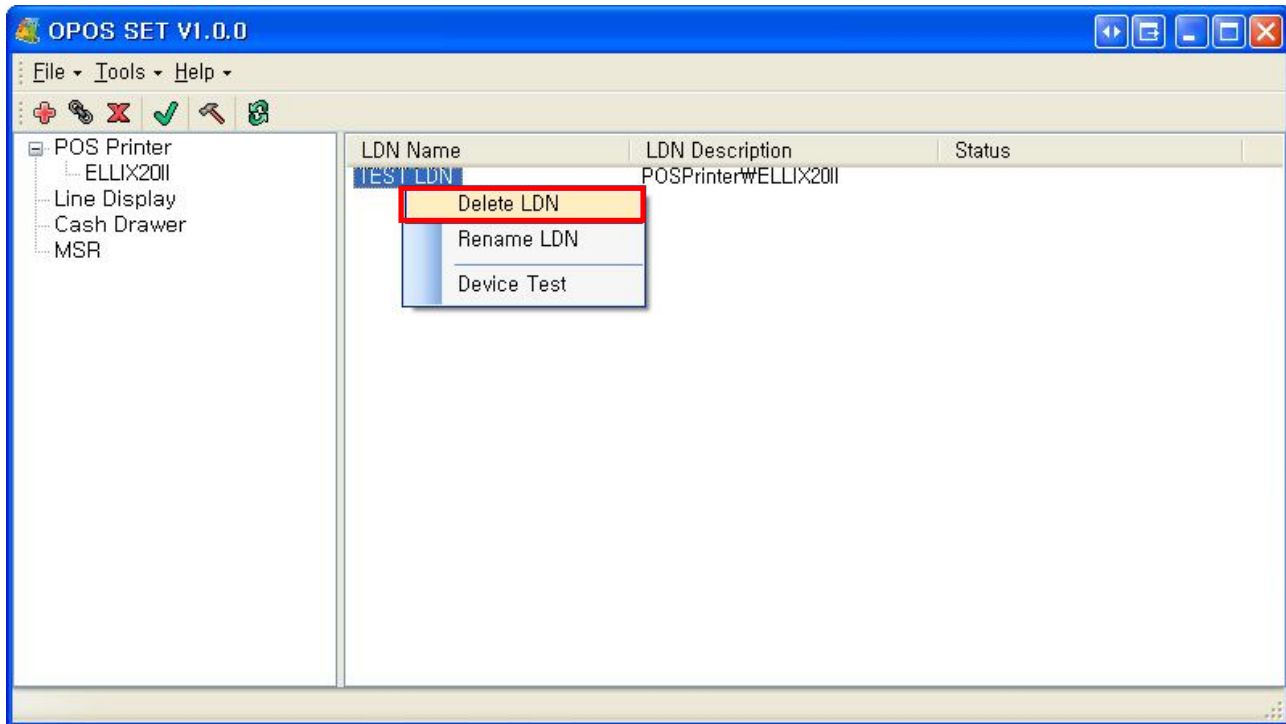 OPOS SET V1.0.0
File Tools Help
POS Printer
ELLIX20II
Line Display
Cash Drawer
MSR
LDN Name LDN Description Status
TEST LDN POSPrinter₩ELLIX20II
Delete LDN
Rename LDN
Device Test